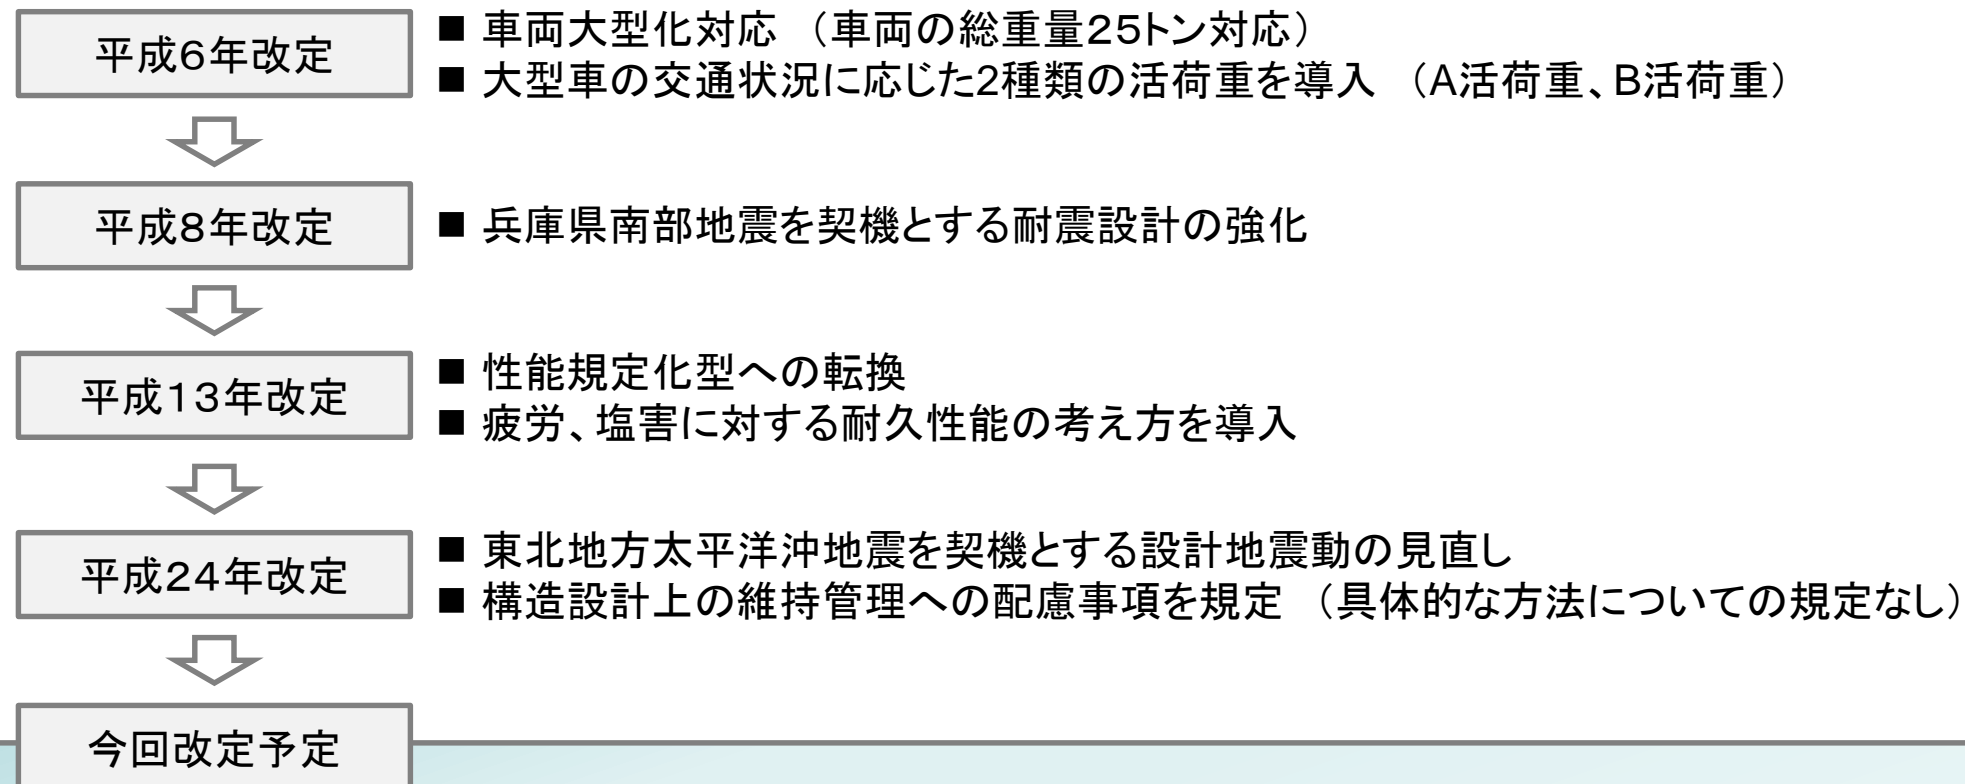 平成6年改定
■ 車両大型化対応 （車両の総重量25トン対応）
■ 大型車の交通状況に応じた2種類の活荷重を導入 （A活荷重、B活荷重）
平成8年改定
■ 兵庫県南部地震を契機とする耐震設計の強化
平成13年改定
■ 性能規定化型への転換
■ 疲労、塩害に対する耐久性能の考え方を導入
平成24年改定
■ 東北地方太平洋沖地震を契機とする設計地震動の見直し
■ 構造設計上の維持管理への配慮事項を規定 （具体的な方法についての規定なし）
今回改定予定